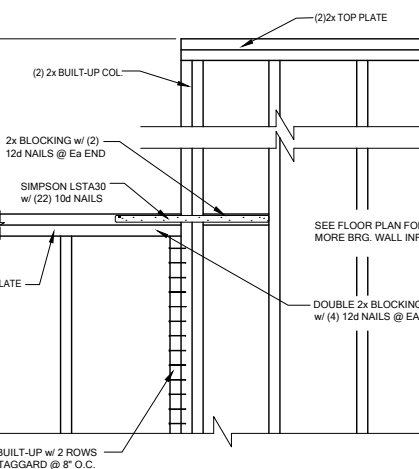 (2)2x TOP PLATE
(2) 2x BUILT-UP COL.
2x BLOCKING w/ (2)
12d NAILS @ Ea END
SIMPSON LSTA30
w/ (22) 10d NAILS
SEE FLOOR PLAN FO
MORE BRG. WALL INF
LATE
DOUBLE 2x BLOCKING
w/ (4) 12d NAILS @ EA
BUILT-UP w/ 2 ROWS
TAGGARD @ 8" O.C.